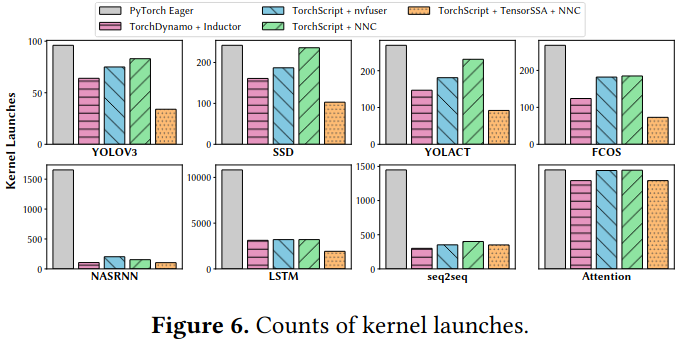 PyTorch Eager
TorchDynamo + Inductor
TorchScript + nvfuser
TorchScript + NNC
TorchScript + TensorSSA + NNC
Kernel Launches
100
50
0
YOLOV3
200
100
0
SSD
200
100
0
YOLACT
200
100
0
FCOS
1500
1000
500
0
NASRNN
10000
5000
0
LSTM
1500
1000
500
0
seq2seq
Attention
Figure 6. Counts of kernel launches.